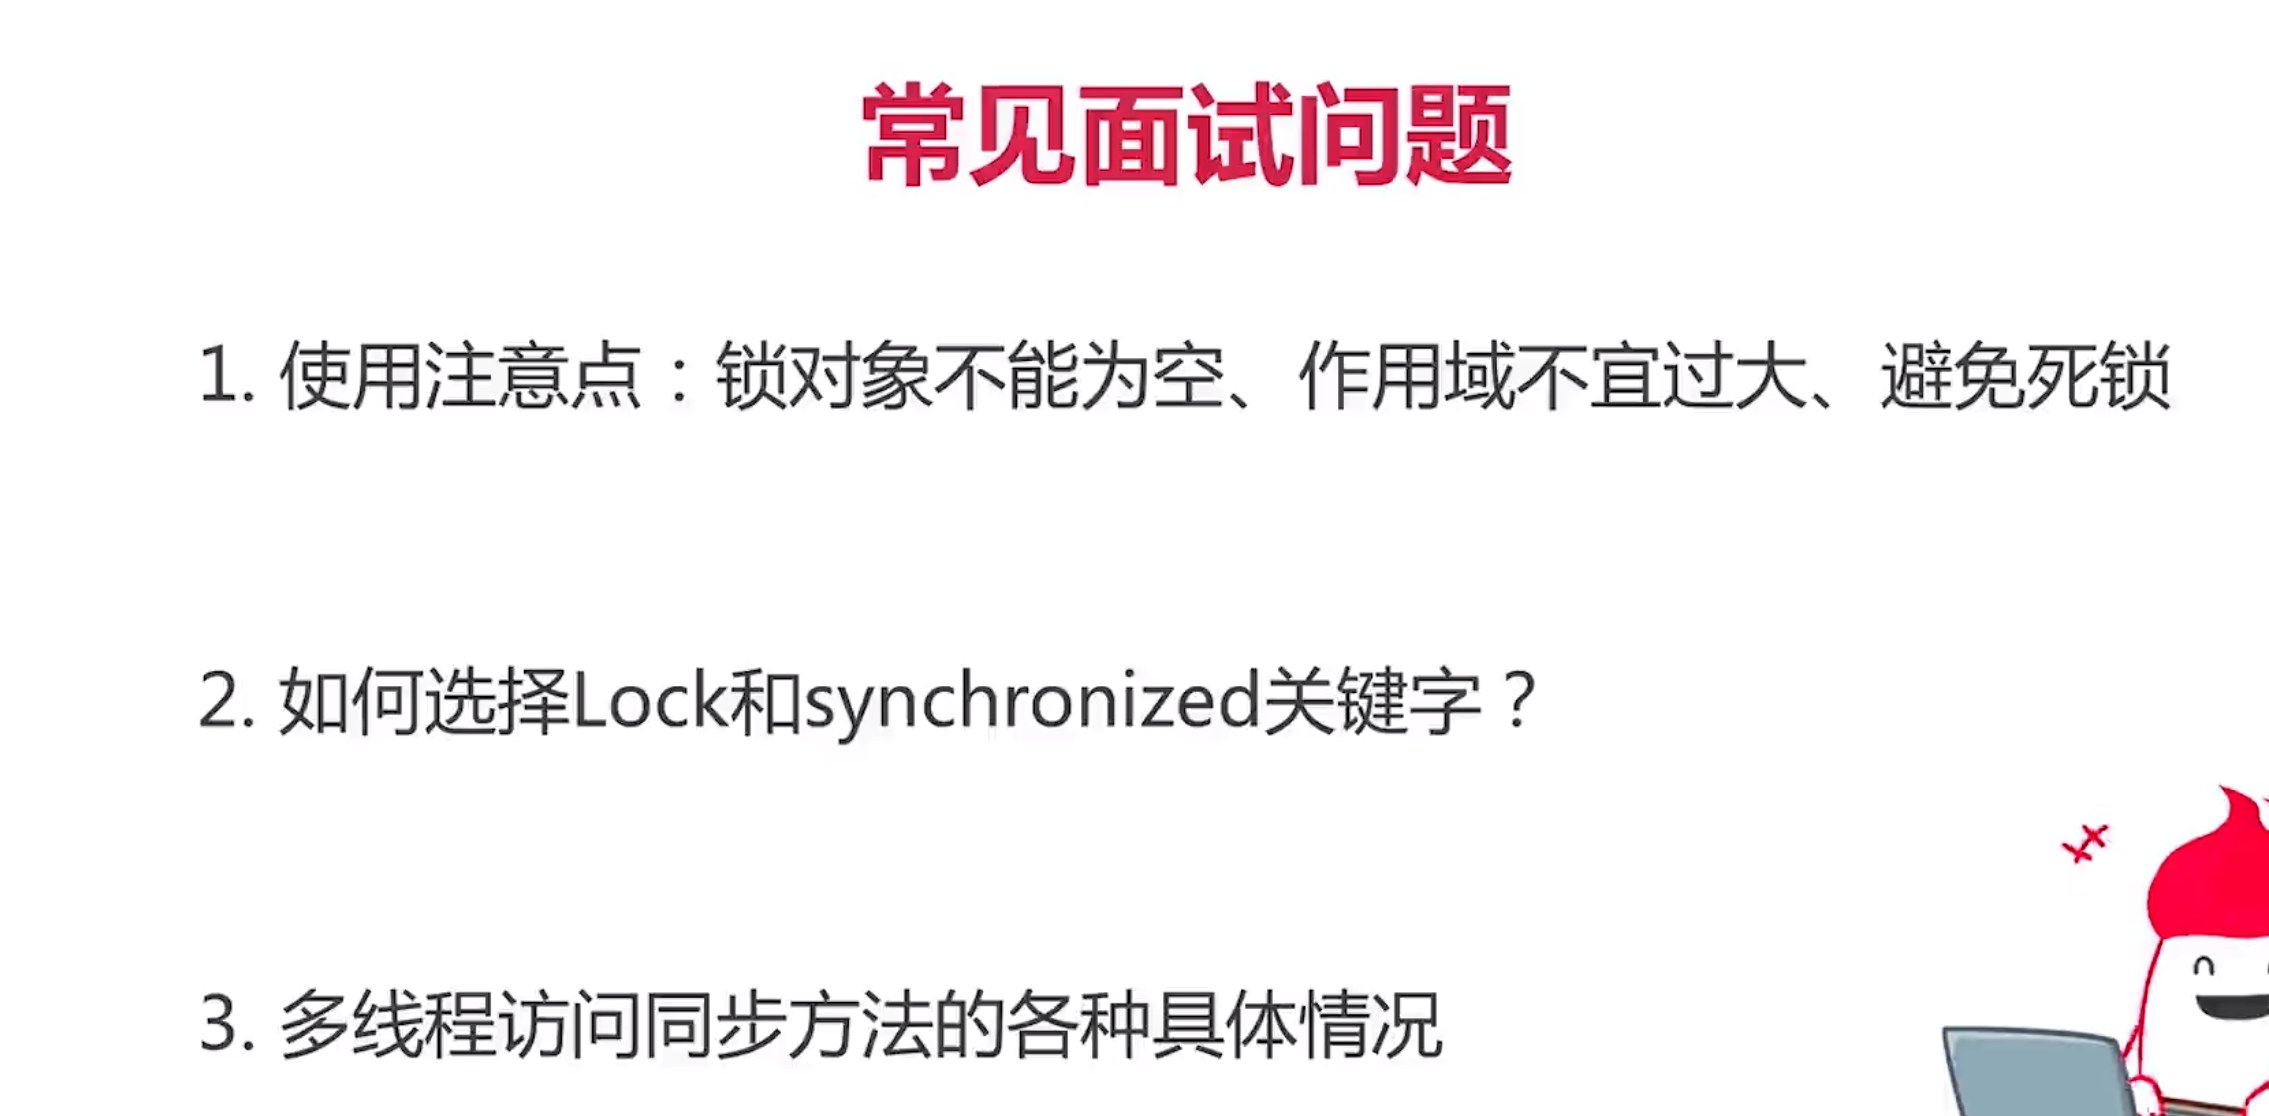 常见面试问题
1. 使用注意点：锁对象不能为空、作用域不宜过大、避免死锁
2. 如何选择Lock和synchronized关键字？
3. 多线程访问同步方法的各种具体情况